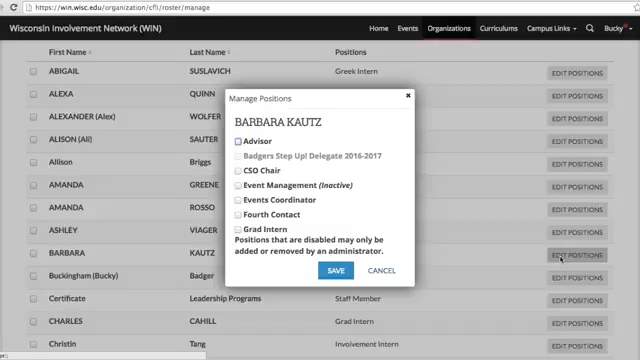 https://win.wisc.edu/organization/cfli/roster/manage
Wisconsin Involvement Network (WIN) Home Events Organizations Curriculums Campus Links Bucky
First Name Last Name Positions
ABIGAIL SUSLAVICH Greek Intern EDIT POSITIONS
ALEXA QUINN EDIT POSITIONS
ALEXANDER (Alex) WOLFER EDIT POSITIONS
ALISON (Ali) SAUTER EDIT POSITIONS
Allison Briggs EDIT POSITIONS
AMANDA GREENE EDIT POSITIONS
AMANDA ROSSO EDIT POSITIONS
ASHLEY VIAGER EDIT POSITIONS
BARBARA KAUTZ EDIT POSITIONS
Buckingham (Bucky) Badger EDIT POSITIONS
Certificate Leadership Programs Staff Member EDIT POSITIONS
CHARLES CAHILL Grad Intern EDIT POSITIONS
Christin Tang Involvement Intern EDIT POSITIONS
Manage Positions
BARBARA KAUTZ
Advisor
Badgers Step Up! Delegate 2016-2017
CSO Chair
Event Management (Inactive)
Events Coordinator
Fourth Contact
Grad Intern
Positions that are disabled may only be
added or removed by an administrator.
SAVE CANCEL